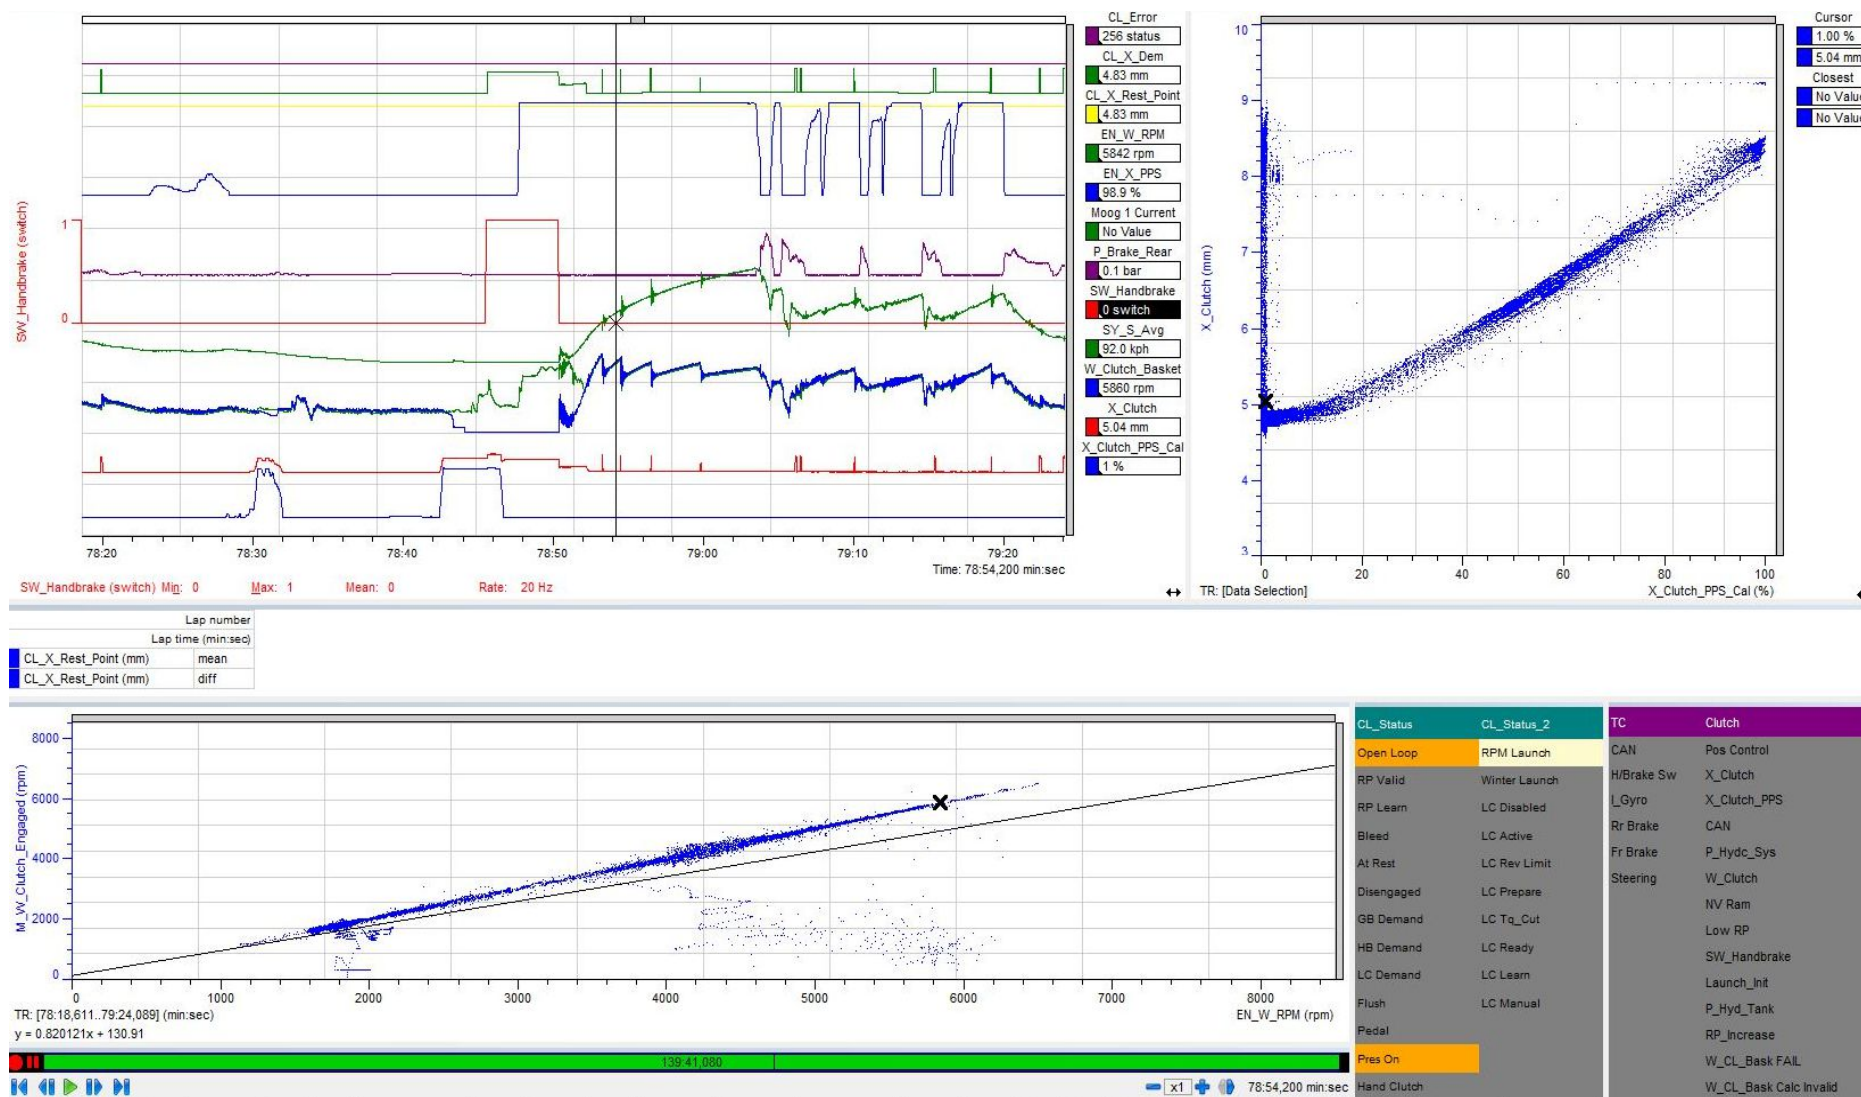 CL_Error
256 status
CL_X_Dem
4.83 mm
CL_X_Rest_Point
4.83 mm
EN_W_RPM
5842 rpm
EN_X_PPS
98.9 %
Moog 1 Current
No Value
P_Brake_Rear
0.1 bar
SW_Handbrake
0 switch
SY_S_Avg
92.0 kph
W_Clutch_Basket
5860 rpm
X_Clutch
5.04 mm
X_Clutch_PPS_Cal
1 %
SW_Handbrake (switch)
1
0
78:20 78:30 78:40 78:50 79:00 79:10 79:20
Time: 78:54,200 min:sec
SW_Handbrake (switch) Min: 0 Max: 1 Mean: 0 Rate: 20 Hz
X_Clutch (mm)
10
9
8
7
6
5
4
3
0 20 40 60 80 100
TR: [Data Selection] X_Clutch_PPS_Cal (%)
Cursor
1.00 %
5.04 mm
Closest
No Value
No Value
Lap number
Lap time (min:sec)
CL_X_Rest_Point (mm) mean
CL_X_Rest_Point (mm) diff
M_W_Clutch_Engaged (rpm)
8000
6000
4000
2000
0
0 1000 2000 3000 4000 5000 6000 7000 8000
TR: [78:18,611..79:24,089] (min:sec) EN_W_RPM (rpm)
y = 0.820121x + 130.91
139:41,080
x1 78:54,200 min:sec
CL_Status CL_Status_2
Open Loop RPM Launch
RP Valid Winter Launch
RP Learn LC Disabled
Bleed LC Active
At Rest LC Rev Limit
Disengaged LC Prepare
GB Demand LC Tq_Cut
HB Demand LC Ready
LC Demand LC Learn
Flush LC Manual
Pedal
Pres On
Hand Clutch
TC Clutch
CAN Pos Control
H/Brake Sw X_Clutch
I_Gyro X_Clutch_PPS
Rr Brake CAN
Fr Brake P_Hydc_Sys
Steering W_Clutch
NV Ram
Low RP
SW_Handbrake
Launch_Init
P_Hyd_Tank
RP_Increase
W_CL_Bask FAIL
W_CL_Bask Calc Invalid